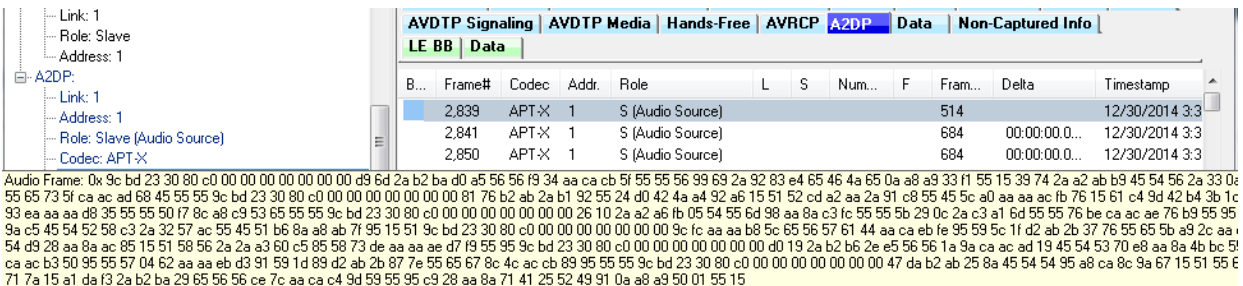 Link: 1
Role: Slave
Address: 1
A2DP:
Link: 1
Address: 1
Role: Slave (Audio Source)
Codec: APT-X
AVDTP Signaling AVDTP Media Hands-Free AVRCP A2DP Data Non-Captured Info
LE BB Data
B... Frame# Codec Addr. Role L S Num... F Fram... Delta Timestamp
2,839 APT-X 1 S (Audio Source) 514 12/30/2014 3:3
2,841 APT-X 1 S (Audio Source) 684 00:00:00.0... 12/30/2014 3:3
2,850 APT-X 1 S (Audio Source) 684 00:00:00.0... 12/30/2014 3:3
Audio Frame: 0x 9c bd 23 30 80 c0 00 00 00 00 00 00 00 d9 6d 2a b2 ba d0 a5 56 56 f9 34 aa ca cb 5f 55 55 56 99 69 2a 92 83 e4 65 46 4a 65 0a a8 a9 33 f1 55 15 39 74 2a a2 ab b9 45 54 56 2a 33 0a
55 65 73 5f ca ac ad 68 45 55 55 9c bd 23 30 80 c0 00 00 00 00 00 00 00 81 76 b2 ab 2a b1 92 55 24 d0 42 4a a4 92 a6 15 51 52 cd a2 aa 2a 91 c8 55 45 5c a0 aa aa ac fb 76 15 61 c4 9d 42 b4 3b 1c
93 ea aa aa d8 35 55 55 50 f7 8c a8 c9 53 65 55 55 9c bd 23 30 80 c0 00 00 00 00 00 00 00 26 10 2a a2 a6 fb 05 54 55 6d 98 aa 8a c3 fc 55 55 5b 29 0c 2a c3 a1 6d 55 55 76 be ca ac ae 76 b9 55 95
9a c5 45 54 52 58 c3 2a 32 57 ac 55 45 51 b6 8a a8 ab 7f 95 15 51 9c bd 23 30 80 c0 00 00 00 00 00 00 00 9c fc aa aa b8 5c 65 56 57 61 44 aa ca eb fe 95 59 5c 1f d2 ab 2b 37 76 55 65 5b a9 2c aa
54 d9 28 aa 8a ac 85 15 51 58 56 2a 2a a3 60 c5 85 58 73 de aa aa ae d7 f9 55 95 9c bd 23 30 80 c0 00 00 00 00 00 00 00 d0 19 2a b2 b6 2e e5 56 56 1a 9a ca ac ad 19 45 54 53 70 e8 aa 8a 4b bc 55
ca ac b3 50 95 55 57 04 62 aa aa eb d3 91 59 1d 89 d2 ab 2b 87 7e 55 65 67 8c 4c ac cb 89 95 55 55 9c bd 23 30 80 c0 00 00 00 00 00 00 00 47 da b2 ab 25 8a 45 54 54 95 a8 ca 8c 9a 67 15 51 55
71 7a 15 a1 da f3 2a b2 ba 29 65 56 56 ce 7c aa ca c4 9d 59 55 95 c9 28 aa 8a 71 41 25 52 49 91 0a a8 a9 50 01 55 15